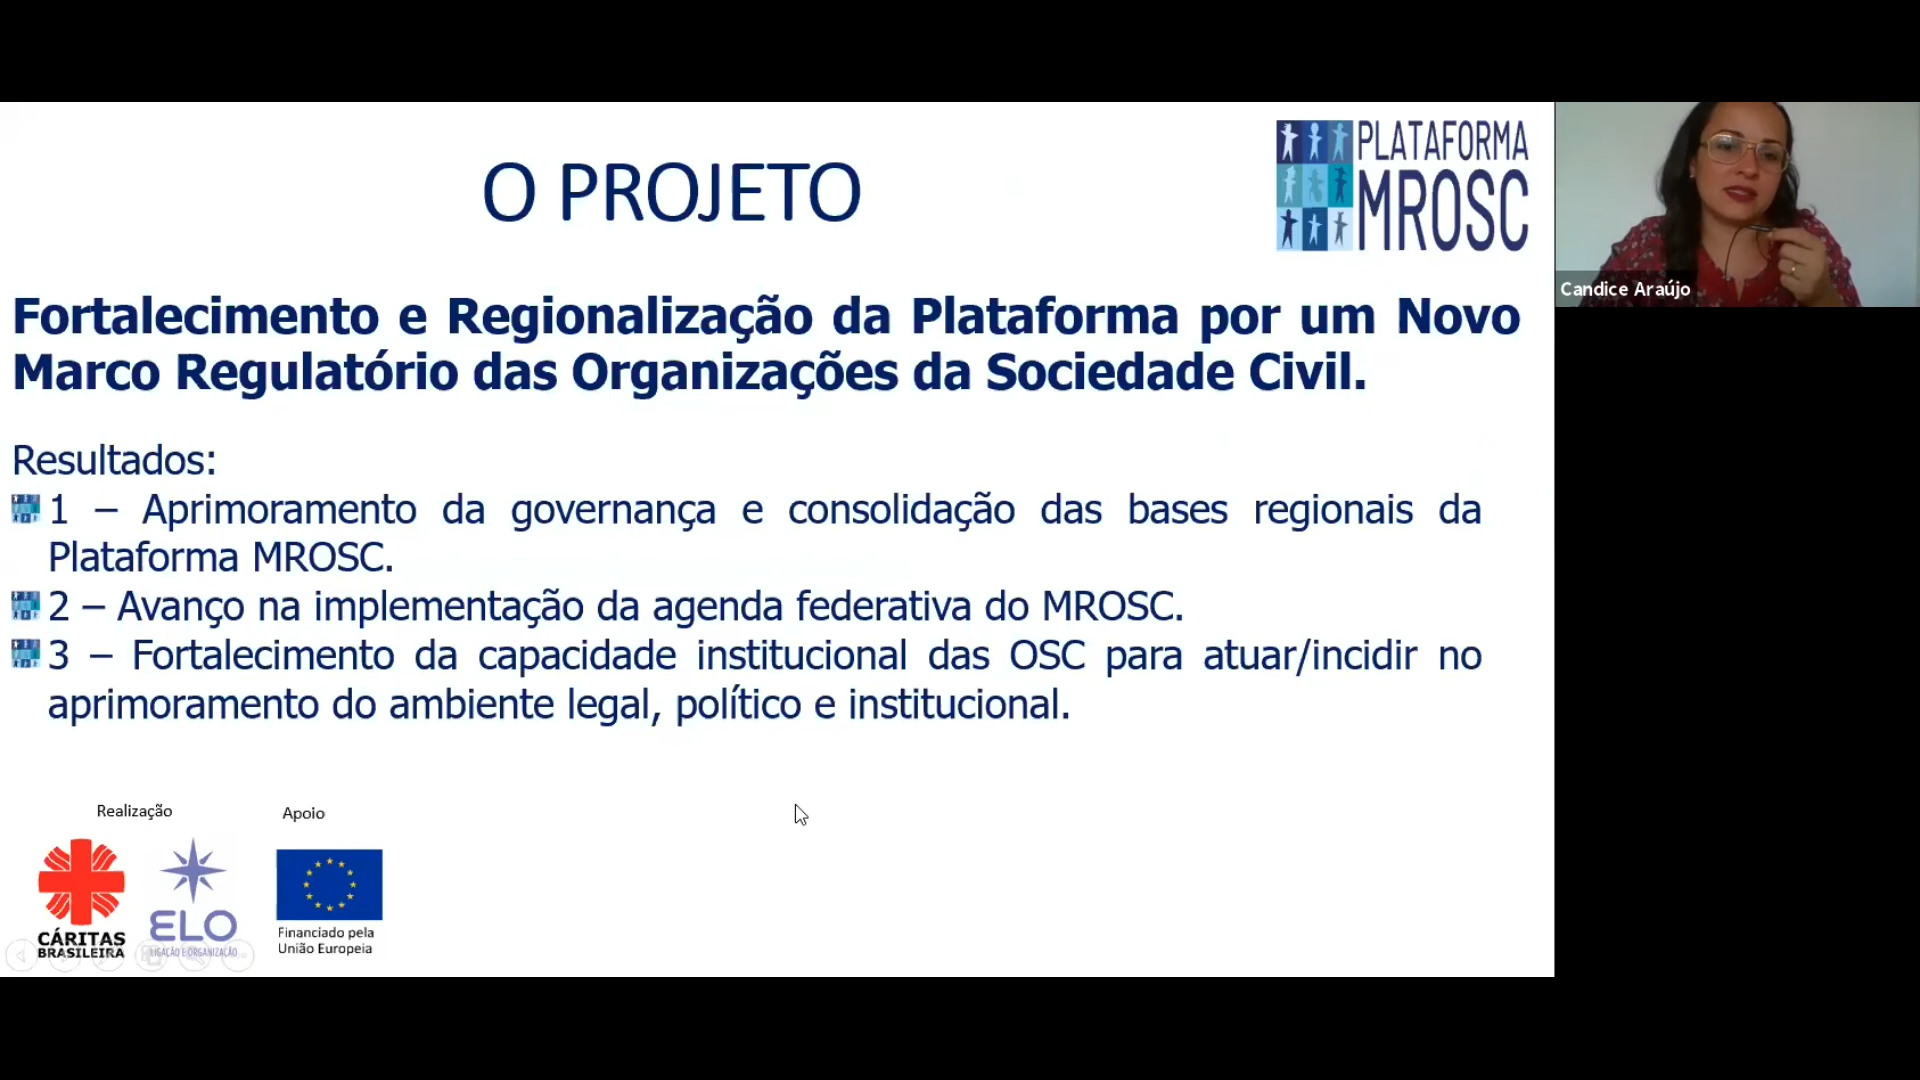 O PROJETO
PLATAFORMA
MROSC
Candice Araújo
Fortalecimento e Regionalização da Plataforma por um Novo
Marco Regulatório das Organizações da Sociedade Civil.
Resultados:
1 – Aprimoramento da governança e consolidação das bases regionais da
Plataforma MROSC.
2 – Avanço na implementação da agenda federativa do MROSC.
3 – Fortalecimento da capacidade institucional das OSC para atuar/incidir no
aprimoramento do ambiente legal, político e institucional.
Realização
Apoio
CÁRITAS
BRASILEIRA
ELO
LIGAÇÃO E ORGANIZAÇÃO
Financiado pela
União Europeia